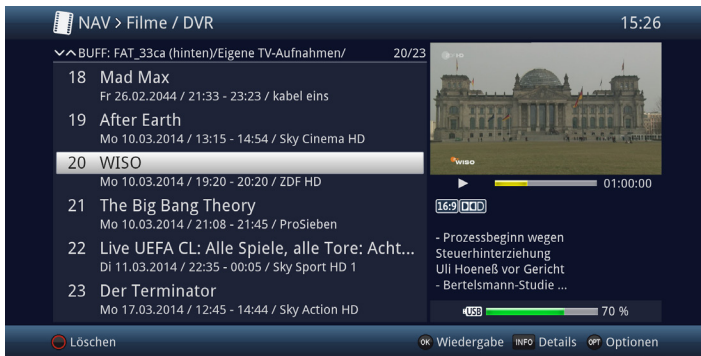 NAV > Filme / DVR
15:26
BUFF: FAT_33ca (hinten)/Eigene TV-Aufnahmen/ 20/23
18 Mad Max
Fr 26.02.2044 / 21:33 - 23:23 / kabel eins
19 After Earth
Mo 10.03.2014 / 13:15 - 14:54 / Sky Cinema HD
20 WISO
Mo 10.03.2014 / 19:20 - 20:20 / ZDF HD
21 The Big Bang Theory
Mo 10.03.2014 / 21:08 - 21:45 / ProSieben
22 Live UEFA CL: Alle Spiele, alle Tore: Acht...
Di 11.03.2014 / 22:35 - 00:05 / Sky Sport HD 1
23 Der Terminator
Mo 17.03.2014 / 12:45 - 14:44 / Sky Action HD
WISO
01:00:00
16:9
- Prozessbeginn wegen
Steuerhinterziehung
Uli Hoeneß vor Gericht
- Bertelsmann-Studie ...
USB 70 %
Löschen
OK Wiedergabe INFO Details OPT Optionen